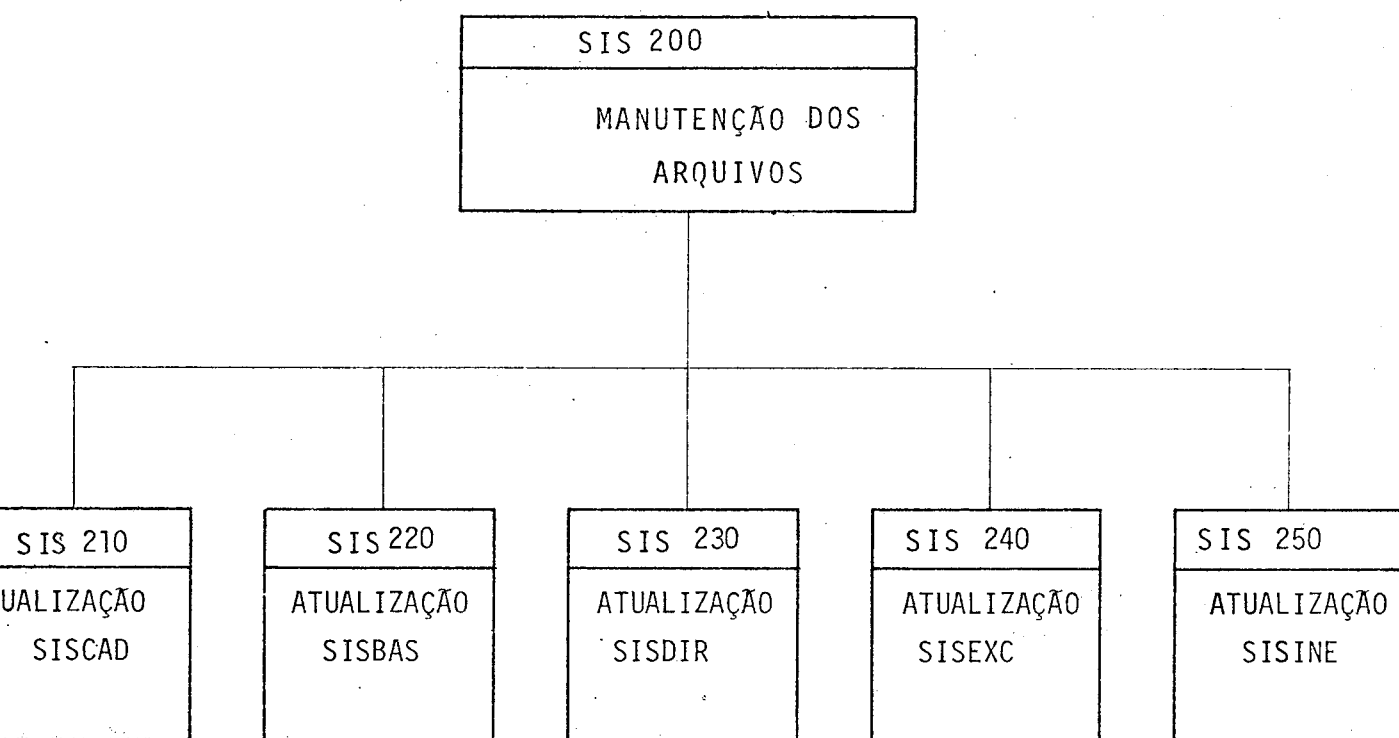 SIS 200
MANUTENÇÃO DOS
ARQUIVOS
SIS 210
UALIZAÇÃO
SISCAD
SIS 220
ATUALIZAÇÃO
SISBAS
SIS 230
ATUALIZAÇÃO
SISDIR
SIS 240
ATUALIZAÇÃO
SISEXC
SIS 250
ATUALIZAÇÃO
SISINE